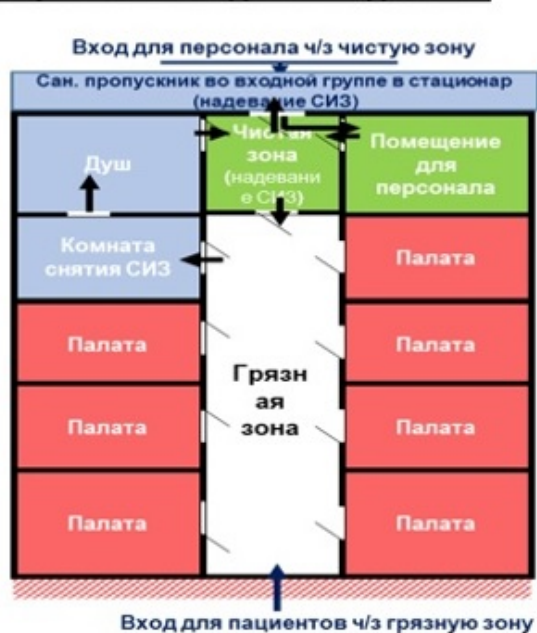 Вход для персонала ч/з чистую зону
Сан. пропускник во входной группе в стационар
(надевание СИЗ)
Душ
Чистая
зона
(надевани
е СИЗ)
Помещение
для
персонала
Комната
снятия СИЗ
Палата
Палата
Палата
Грязн
ая
зона
Палата
Палата
Палата
Палата
Вход для пациентов ч/з грязную зону